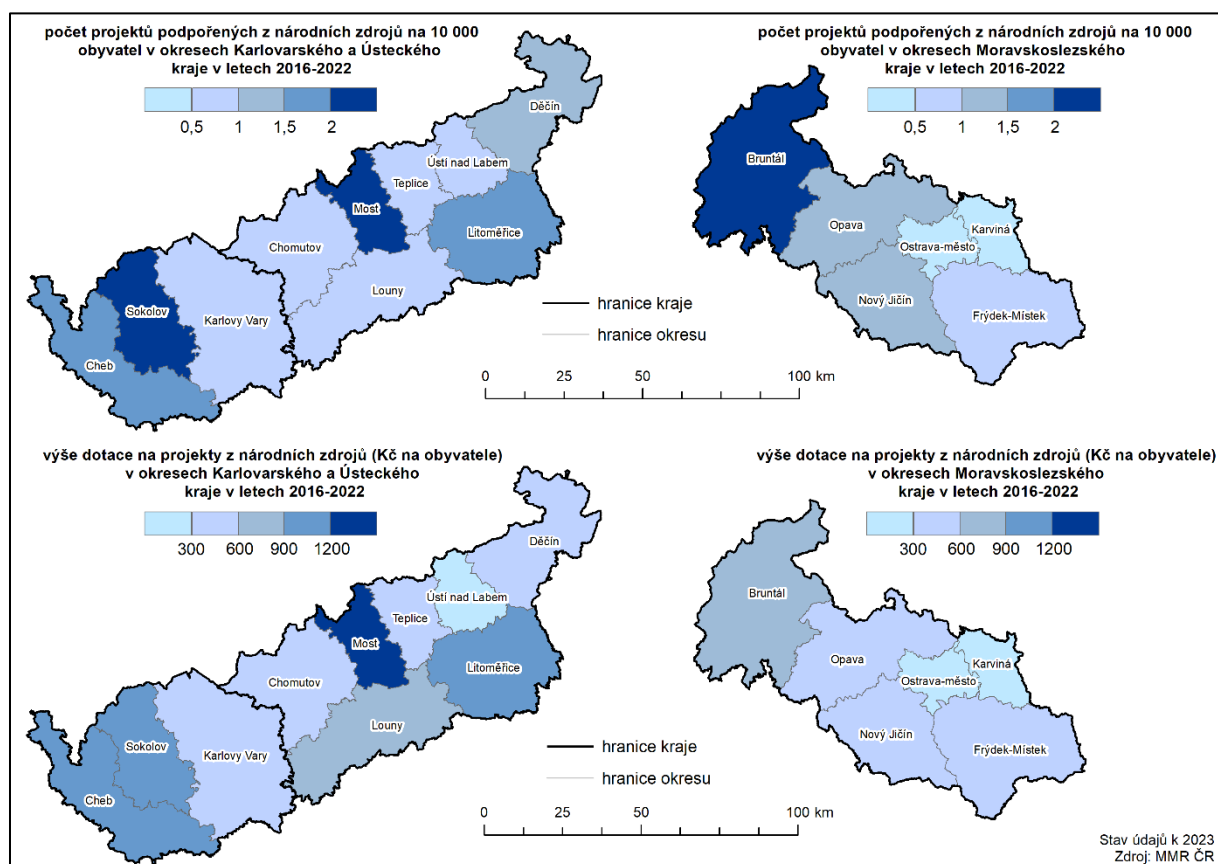 počet projektů podpořených z národních zdrojů na 10 000
obyvatel v okresech Karlovarského a Ústeckého
kraje v letech 2016-2022
0,5 1 1,5 2
Děčín
Ústí nad Labem
Teplice
Most
Litoměřice
Chomutov
Louny
Sokolov
Karlovy Vary
Cheb
hranice kraje
hranice okresu
0 25 50 100 km
počet projektů podpořených z národních zdrojů na 10 000
obyvatel v okresech Moravskoslezského
kraje v letech 2016-2022
0,5 1 1,5 2
Bruntál
Opava
Karviná
Ostrava-město
Nový Jičín
Frýdek-Místek
výše dotace na projekty z národních zdrojů (Kč na obyvatele)
v okresech Karlovarského a Ústeckého
kraje v letech 2016-2022
300 600 900 1200
Děčín
Ústí nad Labem
Teplice
Most
Litoměřice
Chomutov
Louny
Sokolov
Karlovy Vary
Cheb
hranice kraje
hranice okresu
0 25 50 100 km
výše dotace na projekty z národních zdrojů (Kč na obyvatele)
v okresech Moravskoslezského
kraje v letech 2016-2022
300 600 900 1200
Bruntál
Opava
Karviná
Ostrava-město
Nový Jičín
Frýdek-Místek
Stav údajů k 2023
Zdroj: MMR ČR